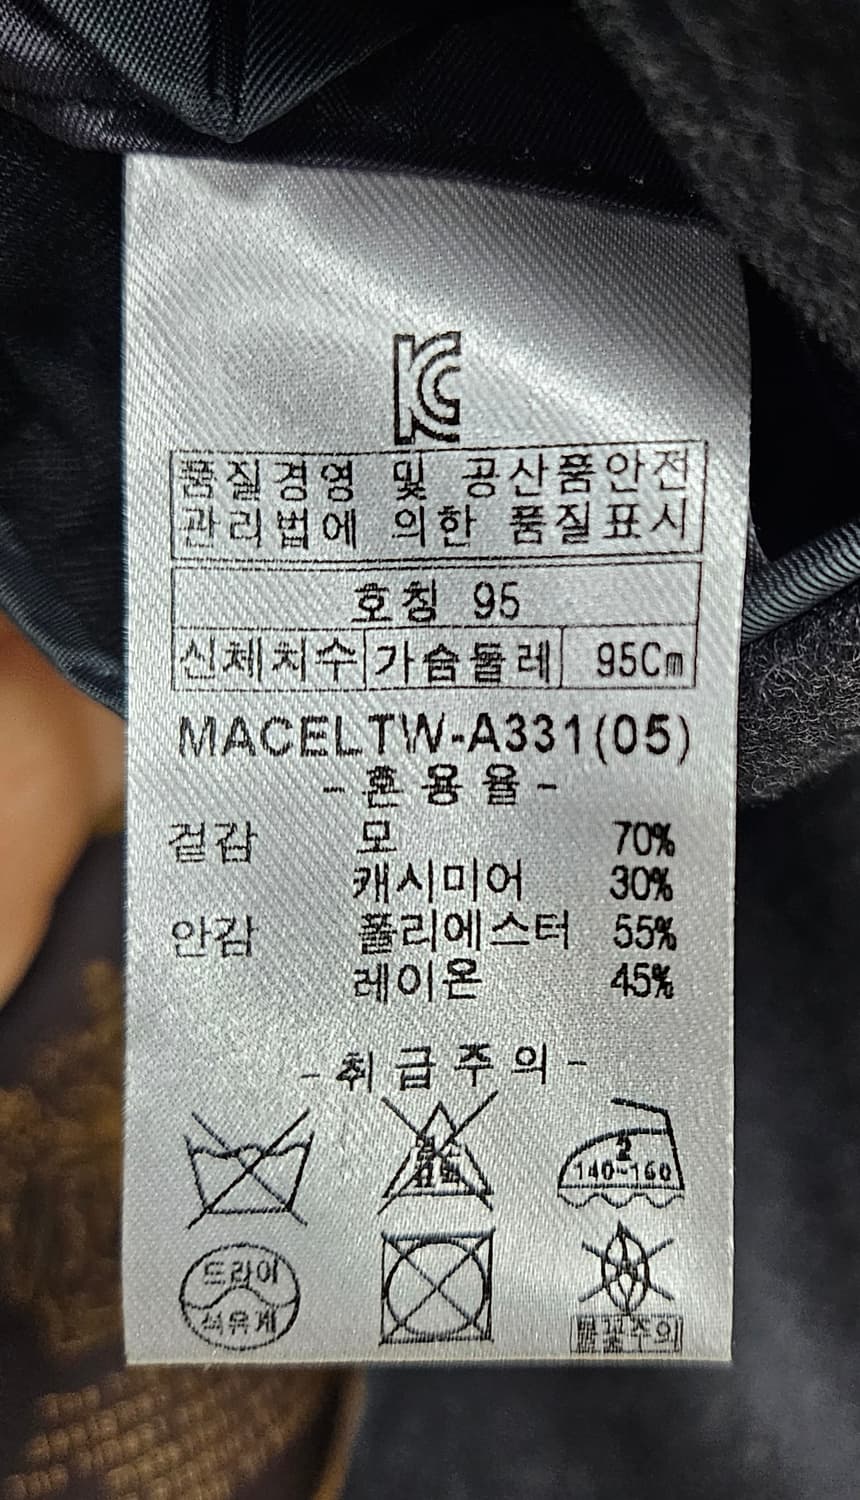 KC
품질경영 및 공산품안전
관리법에 의한 품질표시
호칭 95
신체치수 가슴둘레 95Cm
MACELTW-A331(05)
-혼용율-
겉감 모 70%
캐시미어 30%
안감 폴리에스터 55%
레이온 45%
-취급주의-
2
140~160
드라이
석유계
불꽃주의